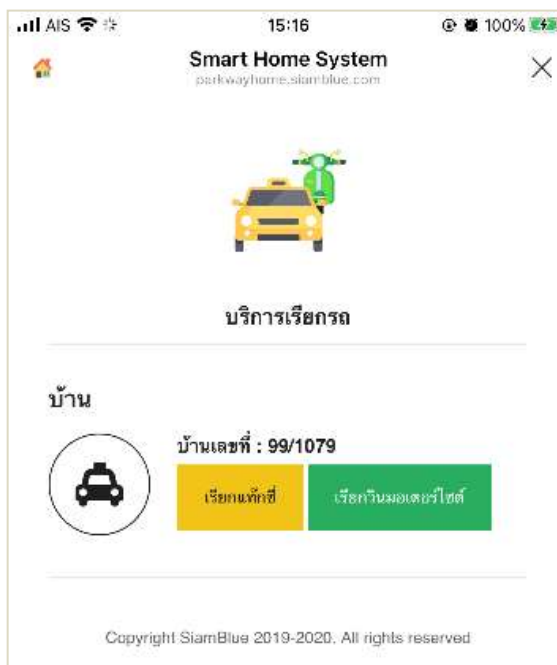 AIS 15:16 100%
Smart Home System
parkwayhome.siamblue.com
บริการเรียกรถ
บ้าน
บ้านเลขที่ : 99/1079
เรียกแท๊กซี่ เรียกวินมอเตอร์ไซต์
Copyright SiamBlue 2019-2020. All rights reserved